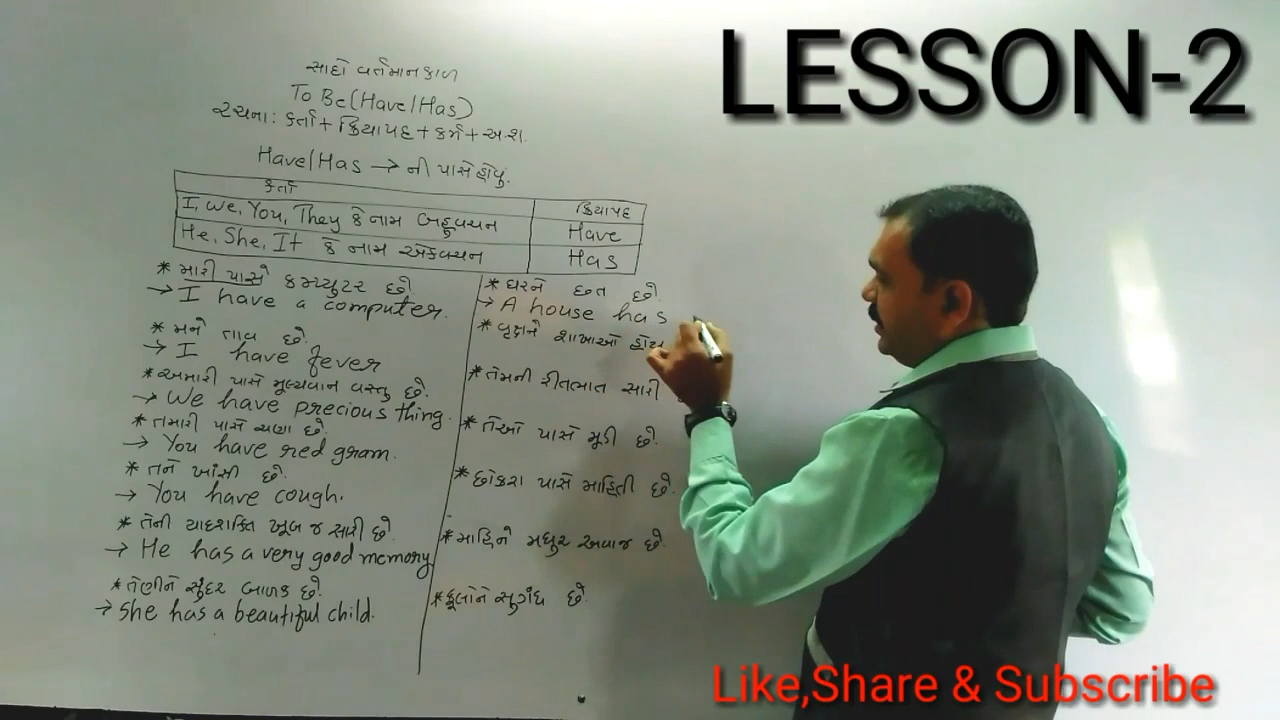 LESSON-2
સાદો વર્તમાનકાળ
To Be(Have/Has)
રચના: કર્તા + ક્રિયાપદ + કર્મ + અ.શ.
Have/Has → ની પાસે હોવું.
કર્તા
ક્રિયાપદ
I, We, You, They કે નામ બહુવચન
Have
He, She, It કે નામ એકવચન
Has
* મારી પાસે કમ્પ્યુટર છે.
→ I have a computer.
* મને તાવ છે.
→ I have fever
* અમારી પાસે મૂલ્યવાન વસ્તુ છે.
→ We have precious thing.
* તમારી પાસે ચણા છે.
→ You have red gram.
* તને ખાંસી છે.
→ You have cough.
* તેની યાદશક્તિ ખૂબ જ સારી છે.
→ He has a very good memory
* તેણીને સુંદર બાળક છે.
→ She has a beautiful child.
* ઘરને છત છે.
→ A house has
* વૃક્ષને શાખાઓ હોય
* તેમની રીતભાત સારી
* તેઓ પાસે મૂડી છે.
* છોકરા પાસે માહિતી છે.
* માહિને મધુર અવાજ છે.
* ફૂલોને સુગંધ છે.
Like,Share & Subscribe